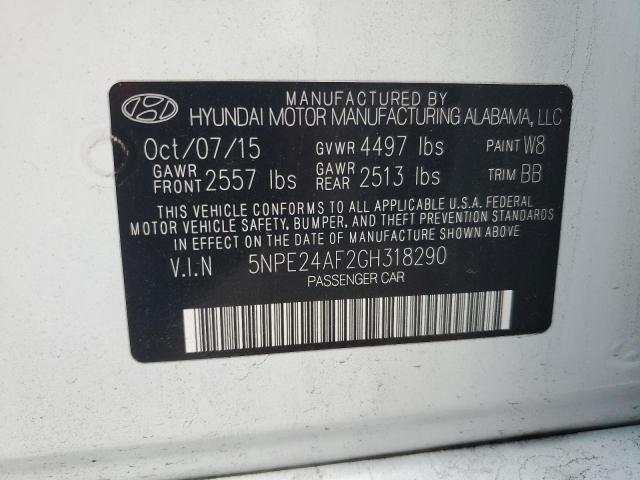 MANUFACTURED BY
HYUNDAI MOTOR MANUFACTURING ALABAMA, LLC
Oct/07/15 GVWR 4497 lbs PAINT W8
GAWR FRONT 2557 lbs GAWR REAR 2513 lbs TRIM BB
THIS VEHICLE CONFORMS TO ALL APPLICABLE U.S.A. FEDERAL
MOTOR VEHICLE SAFETY, BUMPER, AND THEFT PREVENTION STANDARDS
IN EFFECT ON THE DATE OF MANUFACTURE SHOWN ABOVE.
V.I.N 5NPE24AF2GH318290
PASSENGER CAR